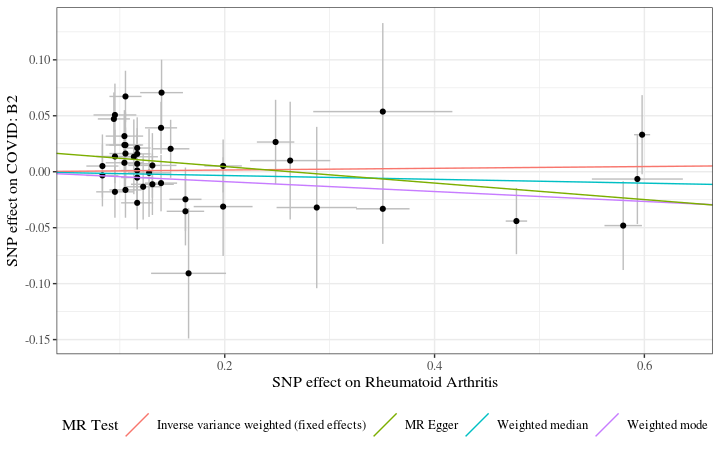 0.10
0.05
0.00
-0.05
-0.10
-0.15
SNP effect on COVID: B2
0.2 0.4 0.6
SNP effect on Rheumatoid Arthritis
MR Test Inverse variance weighted (fixed effects) MR Egger Weighted median Weighted mode